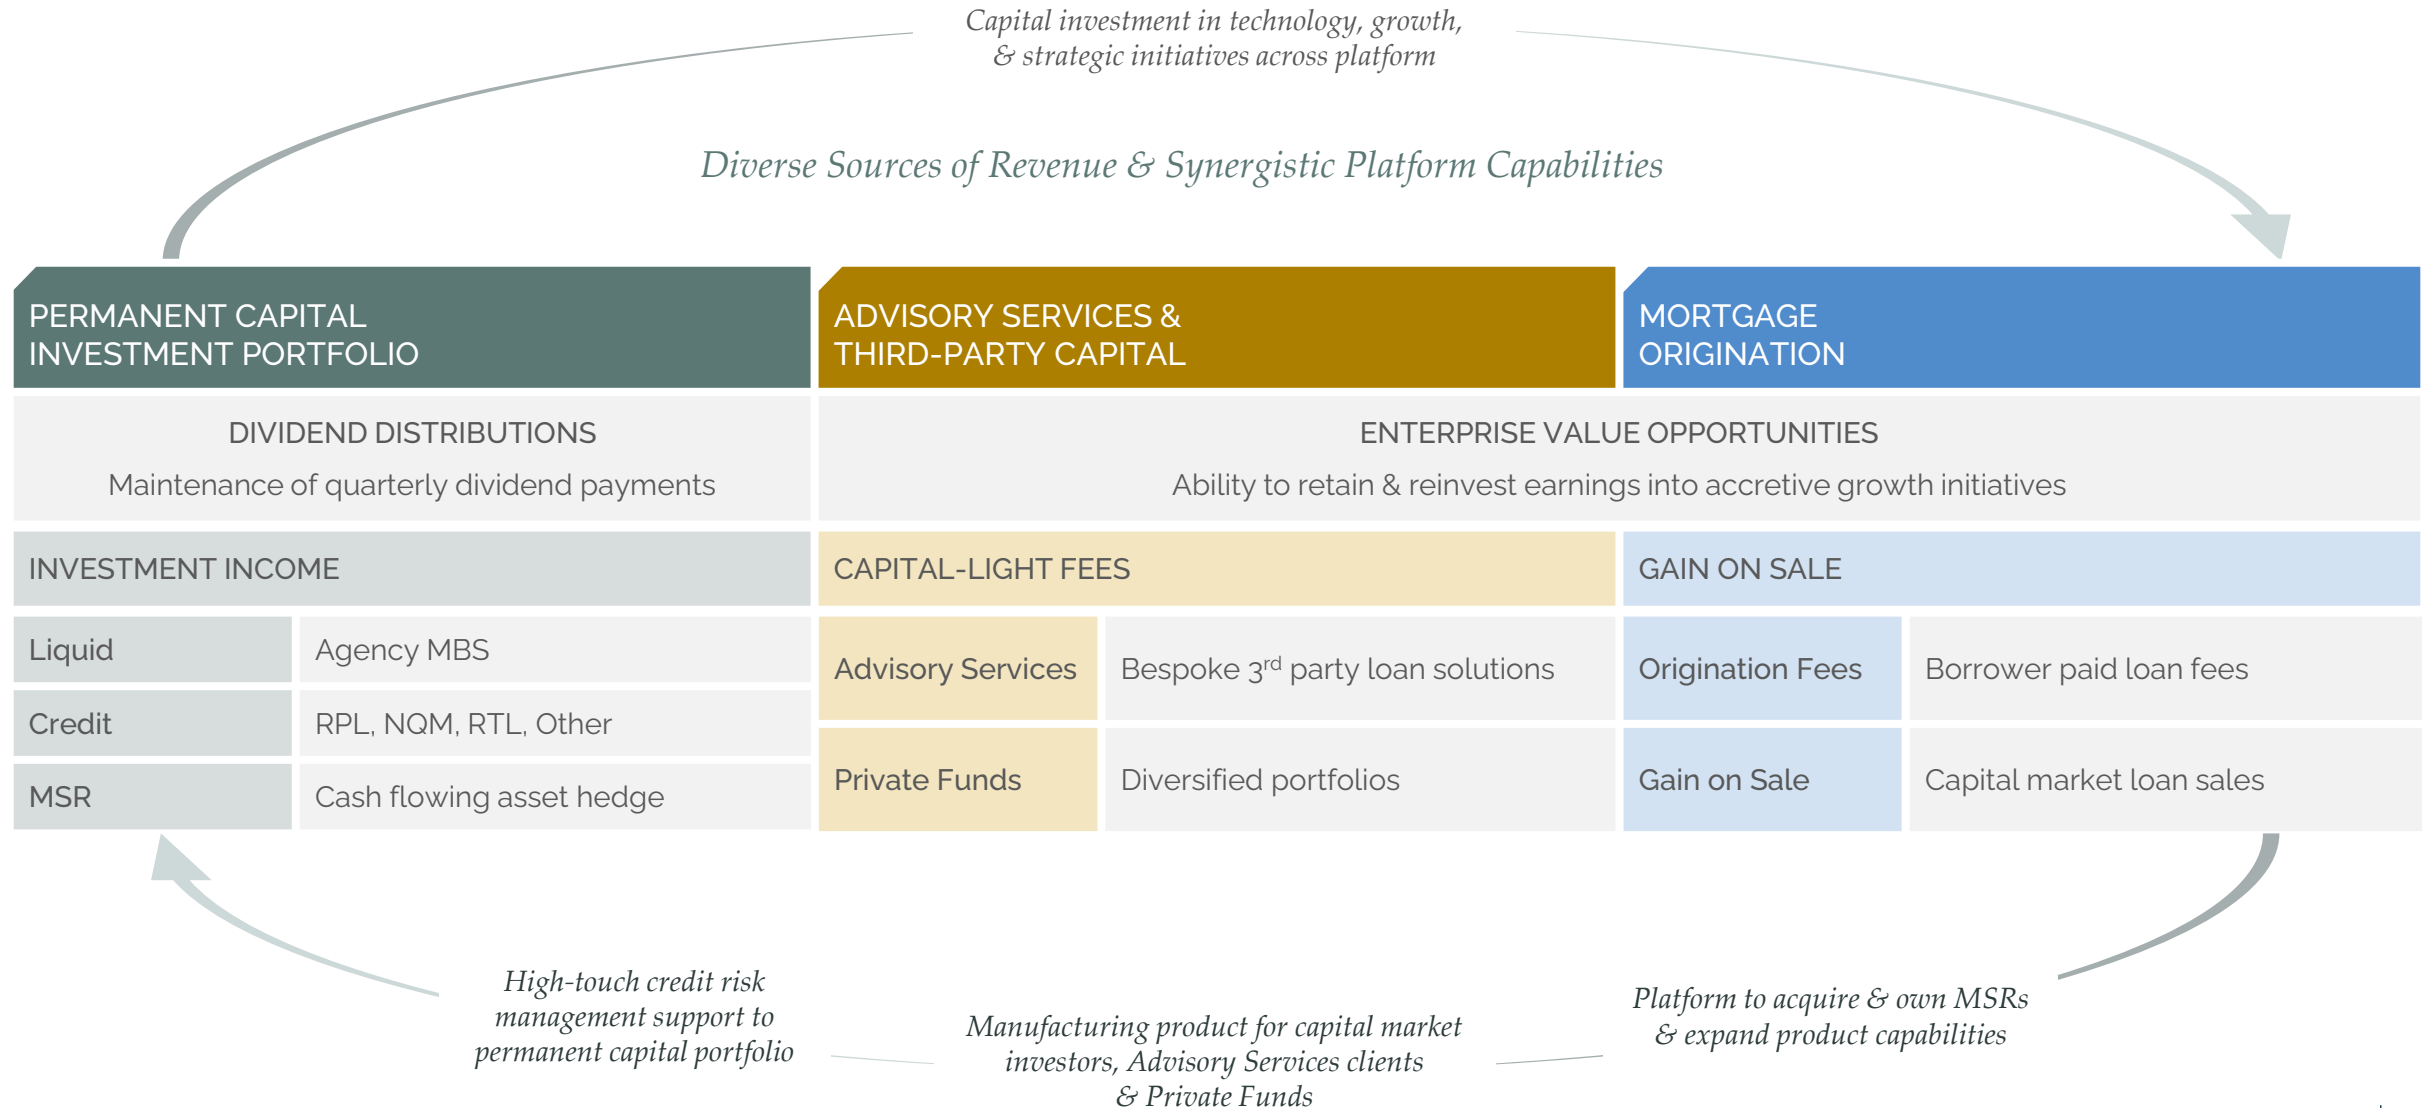 Capital investment in technology, growth,
& strategic initiatives across platform
Diverse Sources of Revenue & Synergistic Platform Capabilities
PERMANENT CAPITAL
INVESTMENT PORTFOLIO
ADVISORY SERVICES &
THIRD-PARTY CAPITAL
MORTGAGE
ORIGINATION
DIVIDEND DISTRIBUTIONS
Maintenance of quarterly dividend payments
ENTERPRISE VALUE OPPORTUNITIES
Ability to retain & reinvest earnings into accretive growth initiatives
INVESTMENT INCOME
CAPITAL-LIGHT FEES
GAIN ON SALE
Liquid
Agency MBS
Credit
RPL, NQM, RTL, Other
MSR
Cash flowing asset hedge
Advisory Services
Bespoke 3rd party loan solutions
Private Funds
Diversified portfolios
Origination Fees
Borrower paid loan fees
Gain on Sale
Capital market loan sales
High-touch credit risk
management support to
permanent capital portfolio
Manufacturing product for capital market
investors, Advisory Services clients
& Private Funds
Platform to acquire & own MSRs
& expand product capabilities